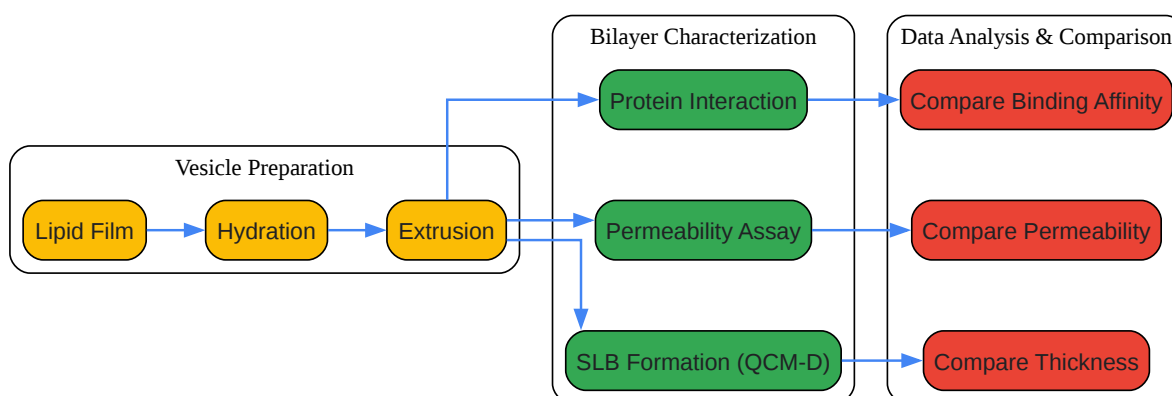 Vesicle Preparation
Lipid Film
Hydration
Extrusion
Bilayer Characterization
Protein Interaction
Permeability Assay
SLB Formation (QCM-D)
Data Analysis & Comparison
Compare Binding Affinity
Compare Permeability
Compare Thickness